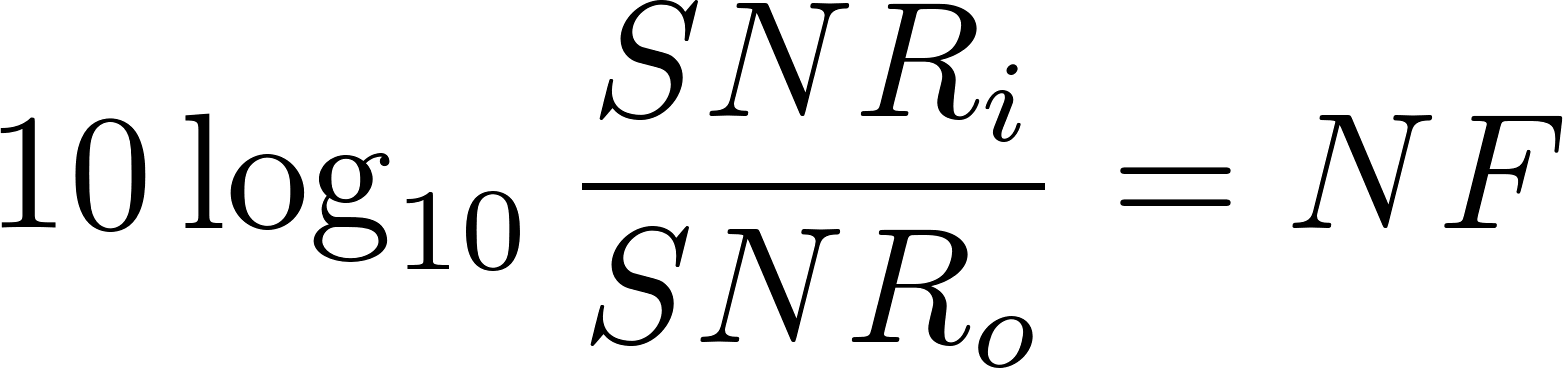 10 log₁₀ SNRᵢ / SNRₒ = NF